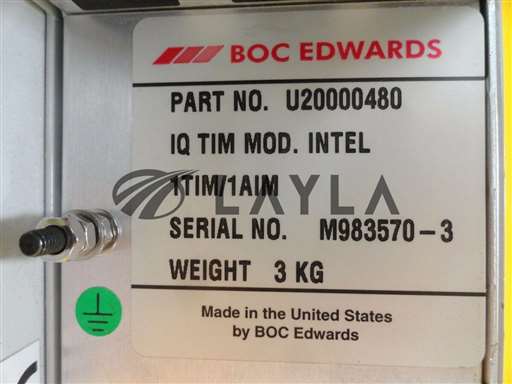 BOC EDWARDS
PART NO. U20000480
IQ TIM MOD. INTEL
1TIM/1AIM
LAYLA
SERIAL NO. M983570-3
WEIGHT 3 KG
Made in the United States
by BOC Edwards